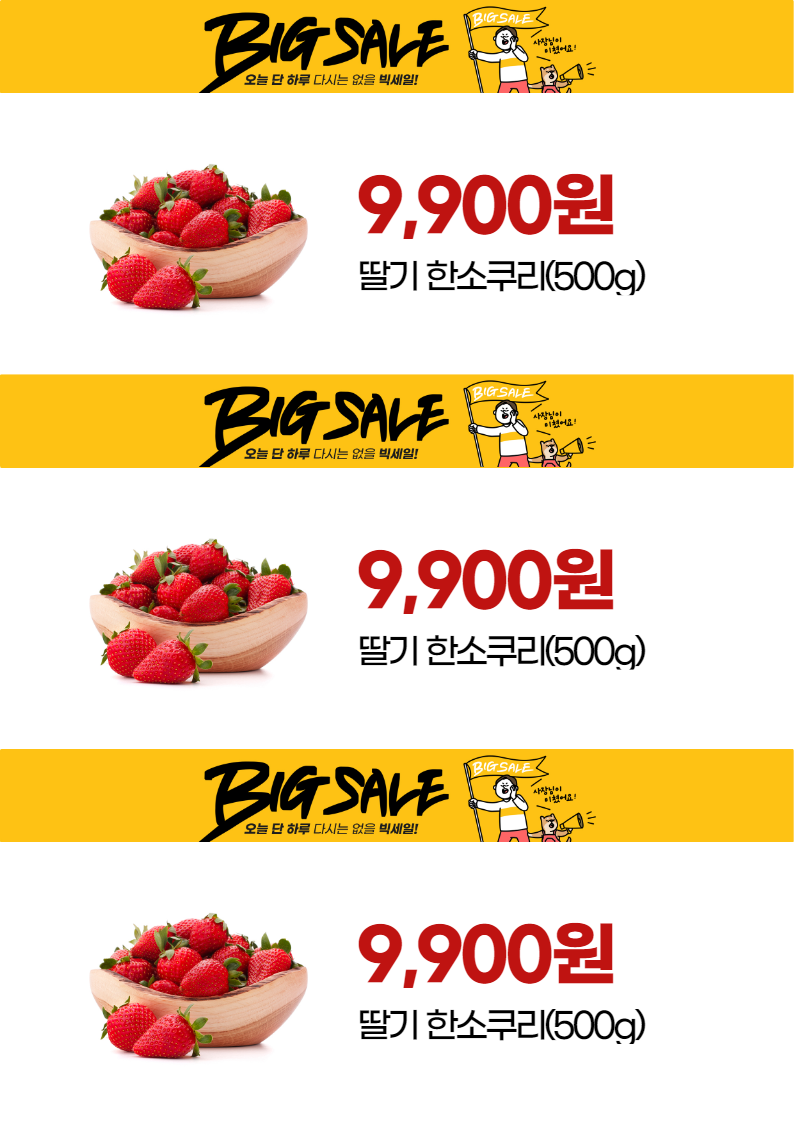 BIG SALE
오늘 단 하루 다시는 없을 빅세일!
BIG SALE
사장님이
미쳤어요!
9,900원
딸기 한소쿠리(500g)
BIG SALE
오늘 단 하루 다시는 없을 빅세일!
BIG SALE
사장님이
미쳤어요!
9,900원
딸기 한소쿠리(500g)
BIG SALE
오늘 단 하루 다시는 없을 빅세일!
BIG SALE
사장님이
미쳤어요!
9,900원
딸기 한소쿠리(500g)